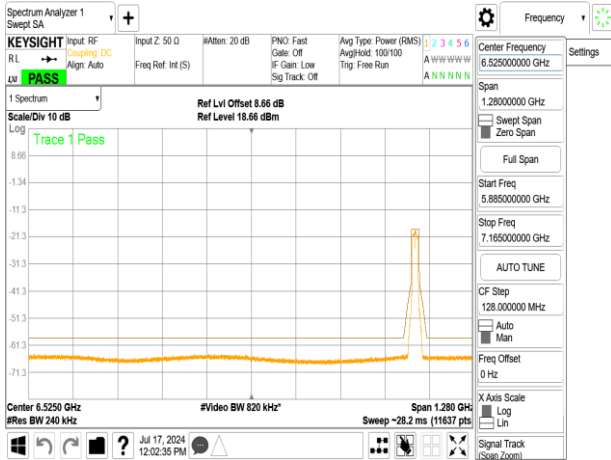 Spectrum Analyzer 1
Swept SA
Frequency
KEYSIGHT
Input: RF
Coupling: DC
Align: Auto
Input Z: 50 Ω
Freq Ref: Int (S)
#Atten: 20 dB
PNO: Fast
Gate: Off
IF Gain: Low
Sig Track: Off
Avg Type: Power (RMS)
Avg|Hold: 100/100
Trig: Free Run
1 2 3 4 5 6
A W W W W W
A N N N N N
R L
LXI
PASS
1 Spectrum
Scale/Div 10 dB
Ref Lvl Offset 8.66 dB
Ref Level 18.66 dBm
Log
Trace 1 Pass
8.66
-1.34
-11.3
-21.3
-31.3
-41.3
-51.3
-61.3
-71.3
Center 6.5250 GHz
#Res BW 240 kHz
#Video BW 820 kHz*
Span 1.280 GHz
Sweep ~28.2 ms (11637 pts
Jul 17, 2024
12:02:35 PM
Center Frequency
6.525000000 GHz
Settings
Span
1.28000000 GHz
Swept Span
Zero Span
Full Span
Start Freq
5.885000000 GHz
Stop Freq
7.165000000 GHz
AUTO TUNE
CF Step
128.000000 MHz
Auto
Man
Freq Offset
0 Hz
X Axis Scale
Log
Lin
Signal Track
(Span Zoom)